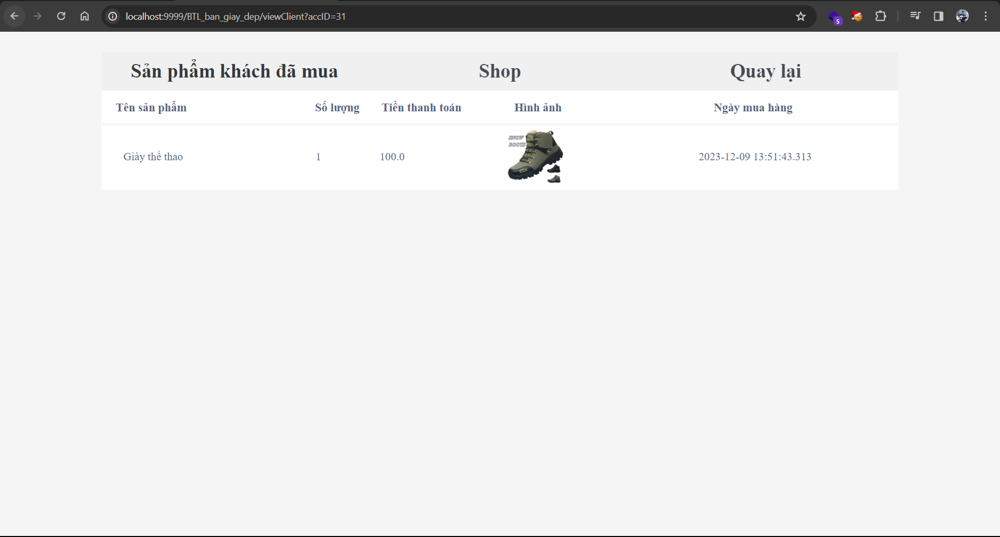 localhost:9999/BTL_ban_giay_dep/viewClient?accID=31
5
Sản phẩm khách đã mua Shop Quay lại
Tên sản phẩm Số lượng Tiền thanh toán Hình ảnh Ngày mua hàng
SNOW
BOOTS
Giày thể thao 1 100.0 2023-12-09 13:51:43.313